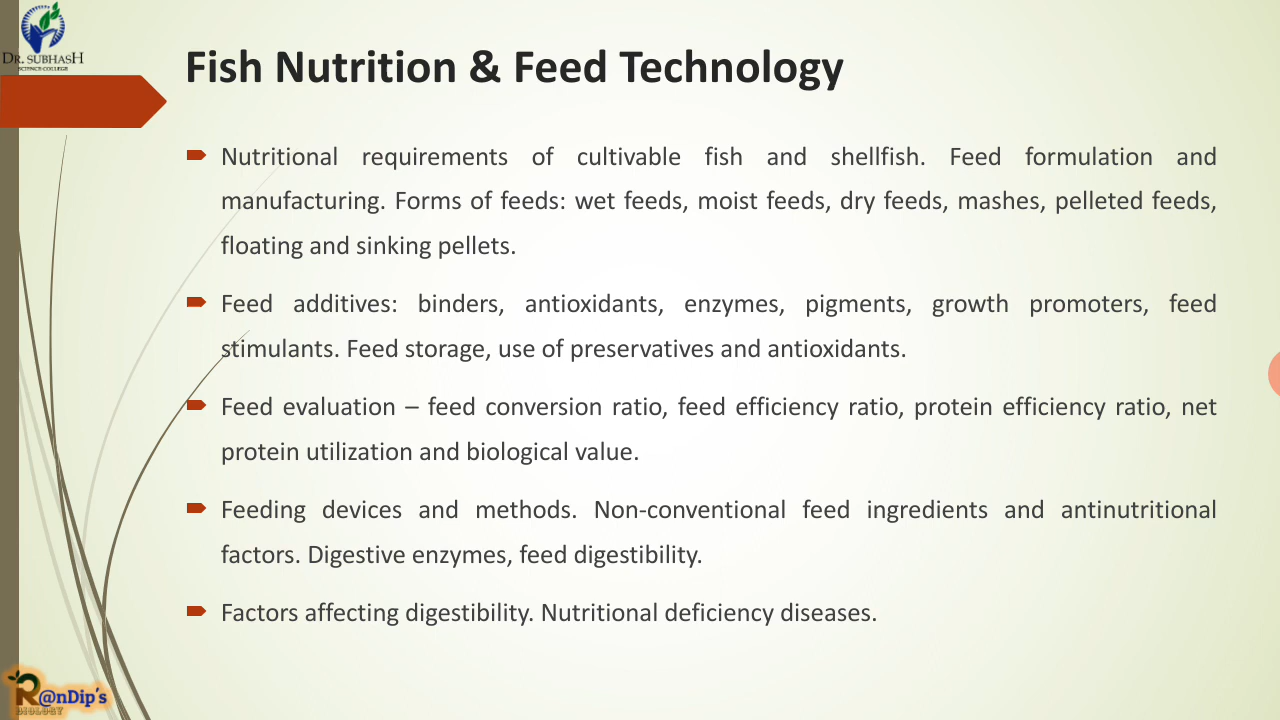 DR. SUBHASH
SCIENCE COLLEGE
Fish Nutrition & Feed Technology
Nutritional requirements of cultivable fish and shellfish. Feed formulation and
manufacturing. Forms of feeds: wet feeds, moist feeds, dry feeds, mashes, pelleted feeds,
floating and sinking pellets.
Feed additives: binders, antioxidants, enzymes, pigments, growth promoters, feed
stimulants. Feed storage, use of preservatives and antioxidants.
Feed evaluation – feed conversion ratio, feed efficiency ratio, protein efficiency ratio, net
protein utilization and biological value.
Feeding devices and methods. Non-conventional feed ingredients and antinutritional
factors. Digestive enzymes, feed digestibility.
Factors affecting digestibility. Nutritional deficiency diseases.
R@nDip's
BIOLOGY